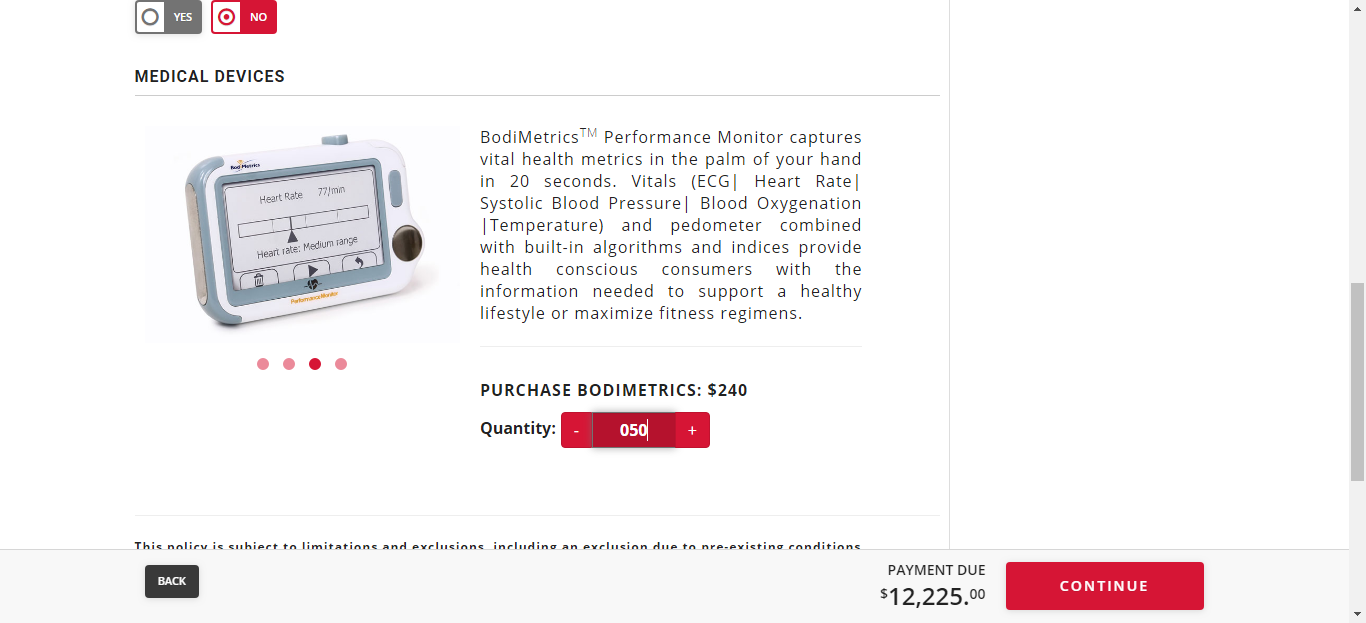 YES
NO
MEDICAL DEVICES
BodiMetrics
Heart Rate 77/min
Heart rate: Medium range
PerformanceMonitor
BodiMetrics™ Performance Monitor captures
vital health metrics in the palm of your hand
in 20 seconds. Vitals (ECG| Heart Rate|
Systolic Blood Pressure| Blood Oxygenation
|Temperature) and pedometer combined
with built-in algorithms and indices provide
health conscious consumers with the
information needed to support a healthy
lifestyle or maximize fitness regimens.
PURCHASE BODIMETRICS: $240
Quantity: - 050 +
This policy is subject to limitations and exclusions, including an exclusion due to pre-existing conditions
BACK
PAYMENT DUE
$12,225.00
CONTINUE